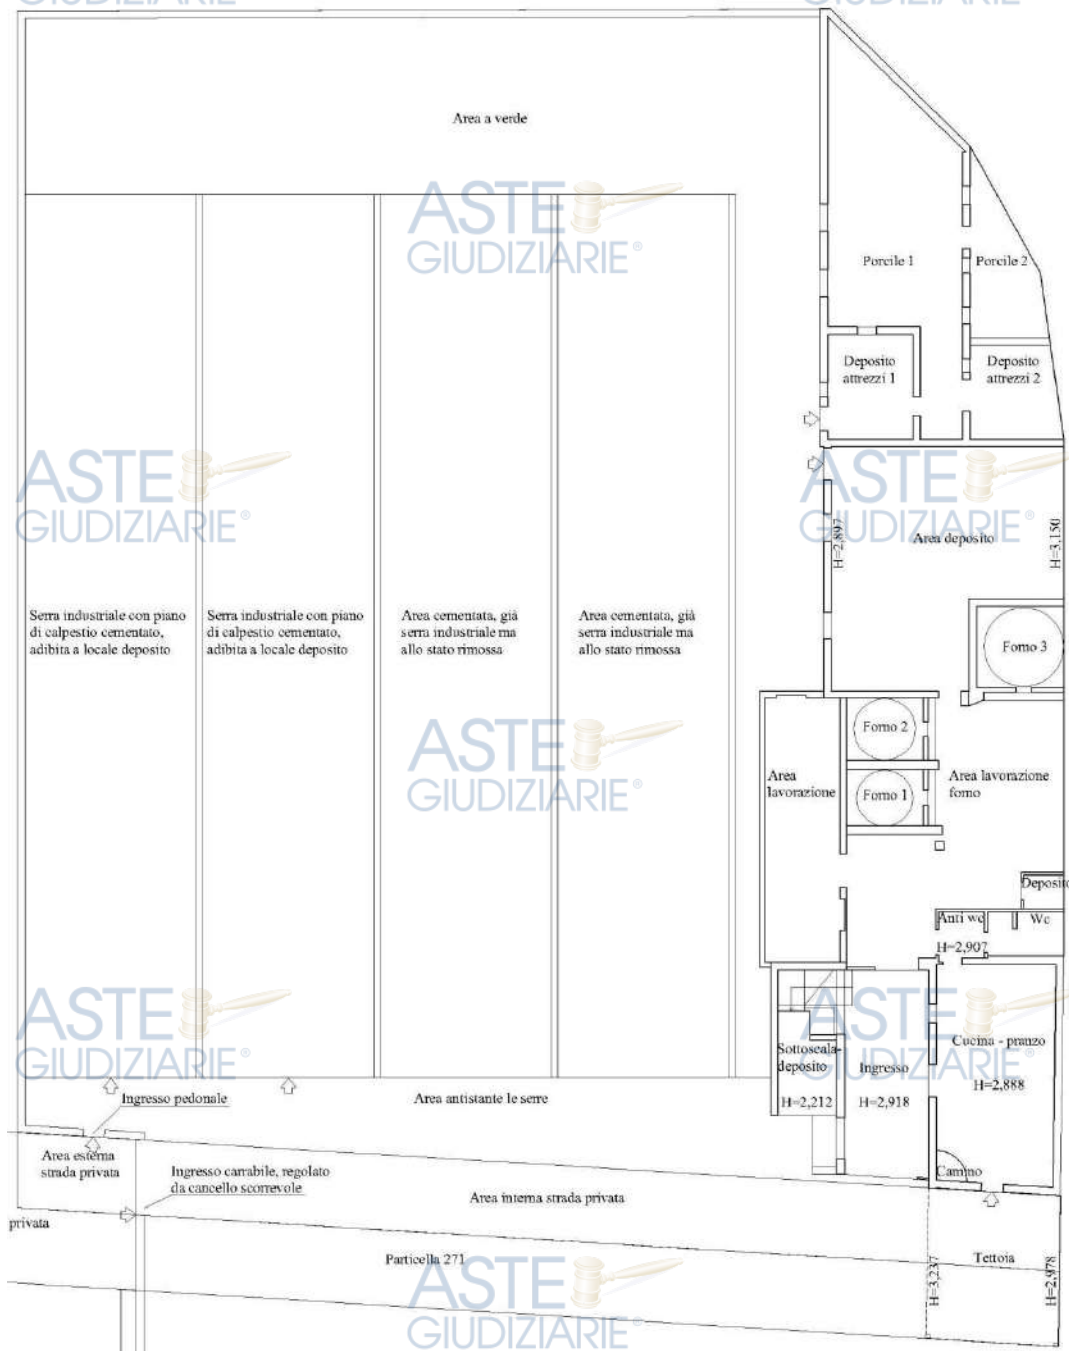 GIUDIZIARIE
GIUDIZIARIE
Area a verde
ASTE
GIUDIZIARIE®
Porcile 1
Porcile 2
Deposito
attrezzi 1
Deposito
attrezzi 2
ASTE
GIUDIZIARIE®
ASTE
GIUDIZIARIE®
H=2,897
Area deposito
H=3,150
Serra industriale con piano
di calpestio cementato,
adibita a locale deposito
Serra industriale con piano
di calpestio cementato,
adibita a locale deposito
Area cementata, già
serra industriale ma
allo stato rimossa
Area cementata, già
serra industriale ma
allo stato rimossa
Forno 3
ASTE
GIUDIZIARIE®
Forno 2
Area
lavorazione
Forno 1
Area lavorazione
forno
Deposito
Anti wc
Wc
H=2,907
ASTE
GIUDIZIARIE®
ASTE
GIUDIZIARIE®
Sottoscala-
deposito
H=2,212
Ingresso
H=2,918
Cucina - pranzo
H=2,888
Ingresso pedonale
Area antistante le serre
Area esterna
strada privata
Ingresso carrabile, regolato
da cancello scorrevole
Area interna strada privata
Camino
privata
Particella 271
Tettoia
H=3,237
H=2,978
ASTE
GIUDIZIARIE®